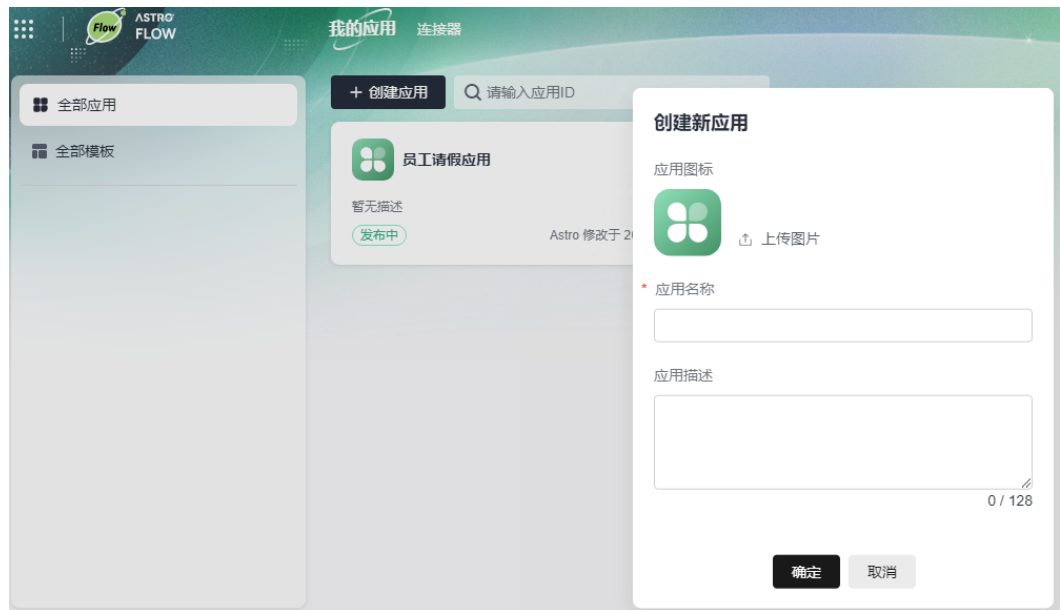 Flow
ASTRO
FLOW
我的应用 连接器
全部应用
全部模板
+ 创建应用
请输入应用ID
员工请假应用
暂无描述
发布中
Astro 修改于 20
创建新应用
应用图标
上传图片
* 应用名称
应用描述
0 / 128
确定 取消